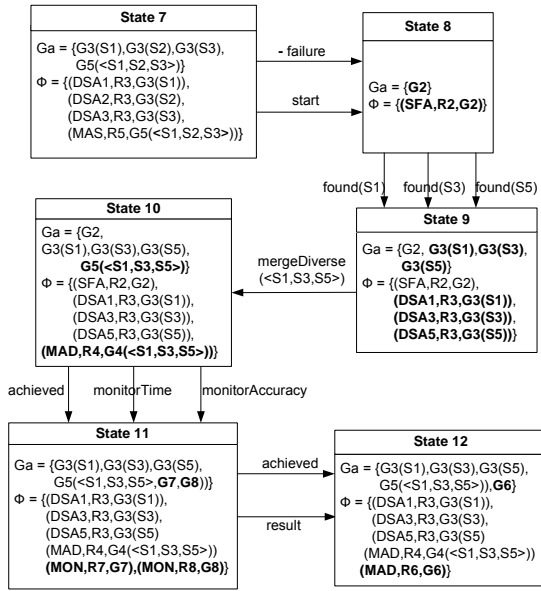 State 7
Ga = {G3(S1),G3(S2),G3(S3),
G5(<S1,S2,S3>)}
Φ = {(DSA1,R3,G3(S1)),
(DSA2,R3,G3(S2)),
(DSA3,R3,G3(S3),
(MAS,R5,G5(<S1,S2,S3>))}
- failure
start
State 8
Ga = {G2}
Φ = {(SFA,R2,G2)}
found(S1)
found(S3)
found(S5)
State 10
Ga = {G2,
G3(S1),G3(S3),G3(S5),
G5(<S1,S3,S5>)}
Φ = {(SFA,R2,G2),
(DSA1,R3,G3(S1)),
(DSA3,R3,G3(S3)),
(DSA5,R3,G3(S5)),
(MAD,R4,G4(<S1,S3,S5>))}
mergeDiverse
(<S1,S3,S5>)
State 9
Ga = {G2, G3(S1),G3(S3),
G3(S5)}
Φ = {(SFA,R2,G2),
(DSA1,R3,G3(S1)),
(DSA3,R3,G3(S3)),
(DSA5,R3,G3(S5))}
achieved
monitorTime
monitorAccuracy
State 11
Ga = {G3(S1),G3(S3),G3(S5),
G5(<S1,S3,S5>,G7,G8))}
Φ = {(DSA1,R3,G3(S1)),
(DSA3,R3,G3(S3),
(DSA5,R3,G3(S5)
(MAD,R4,G4(<S1,S3,S5>))
(MON,R7,G7),(MON,R8,G8)}
achieved
result
State 12
Ga = {G3(S1),G3(S3),G3(S5),
G5(<S1,S3,S5>)),G6}
Φ = {(DSA1,R3,G3(S1)),
(DSA3,R3,G3(S3),
(DSA5,R3,G3(S5)
(MAD,R4,G4(<S1,S3,S5>))
(MAD,R6,G6)}